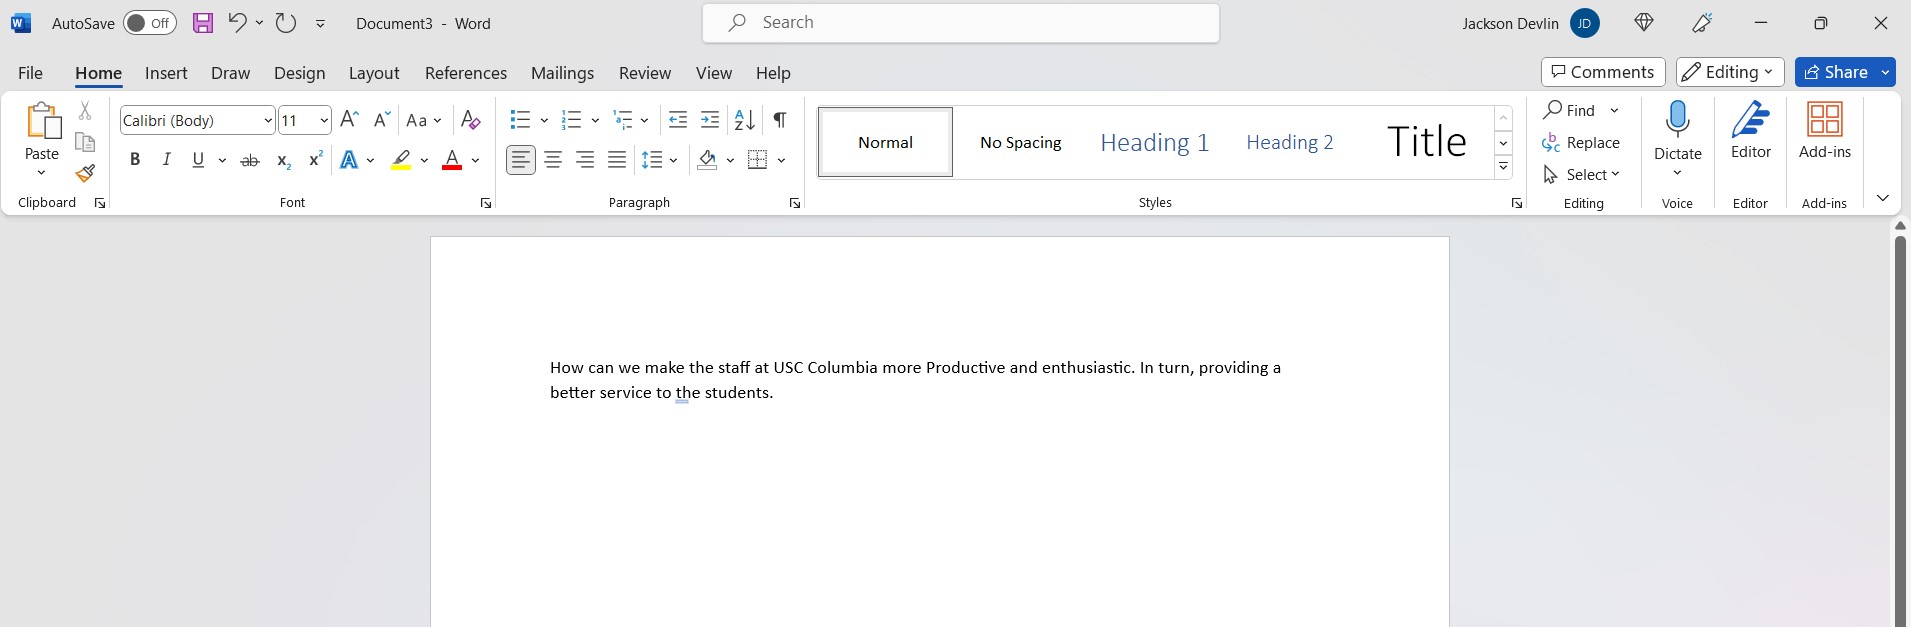 AutoSave Off Document3 - Word Search Jackson Devlin JD
File Home Insert Draw Design Layout References Mailings Review View Help Comments Editing Share
Calibri (Body) 11 Aa Find
Paste Normal No Spacing Heading 1 Heading 2 Title Replace Dictate Editor Add-ins
Select
Clipboard Font Paragraph Styles Editing Voice Editor Add-ins
How can we make the staff at USC Columbia more Productive and enthusiastic. In turn, providing a
better service to the students.